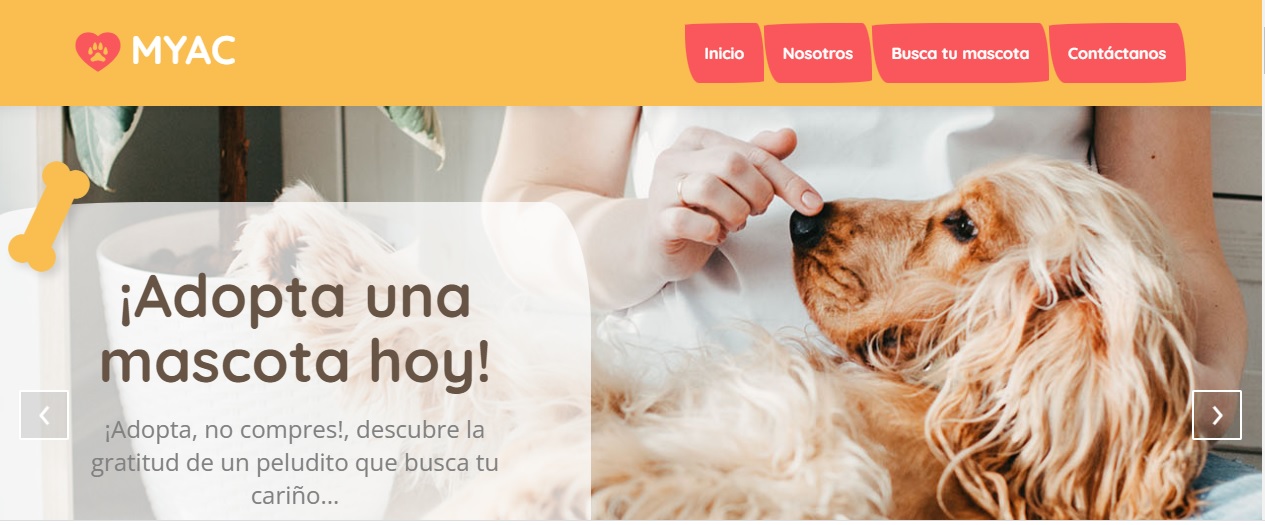 MYAC
Inicio
Nosotros
Busca tu mascota
Contáctanos
¡Adopta una
mascota hoy!
¡Adopta, no compres!, descubre la
gratitud de un peludito que busca tu
cariño...